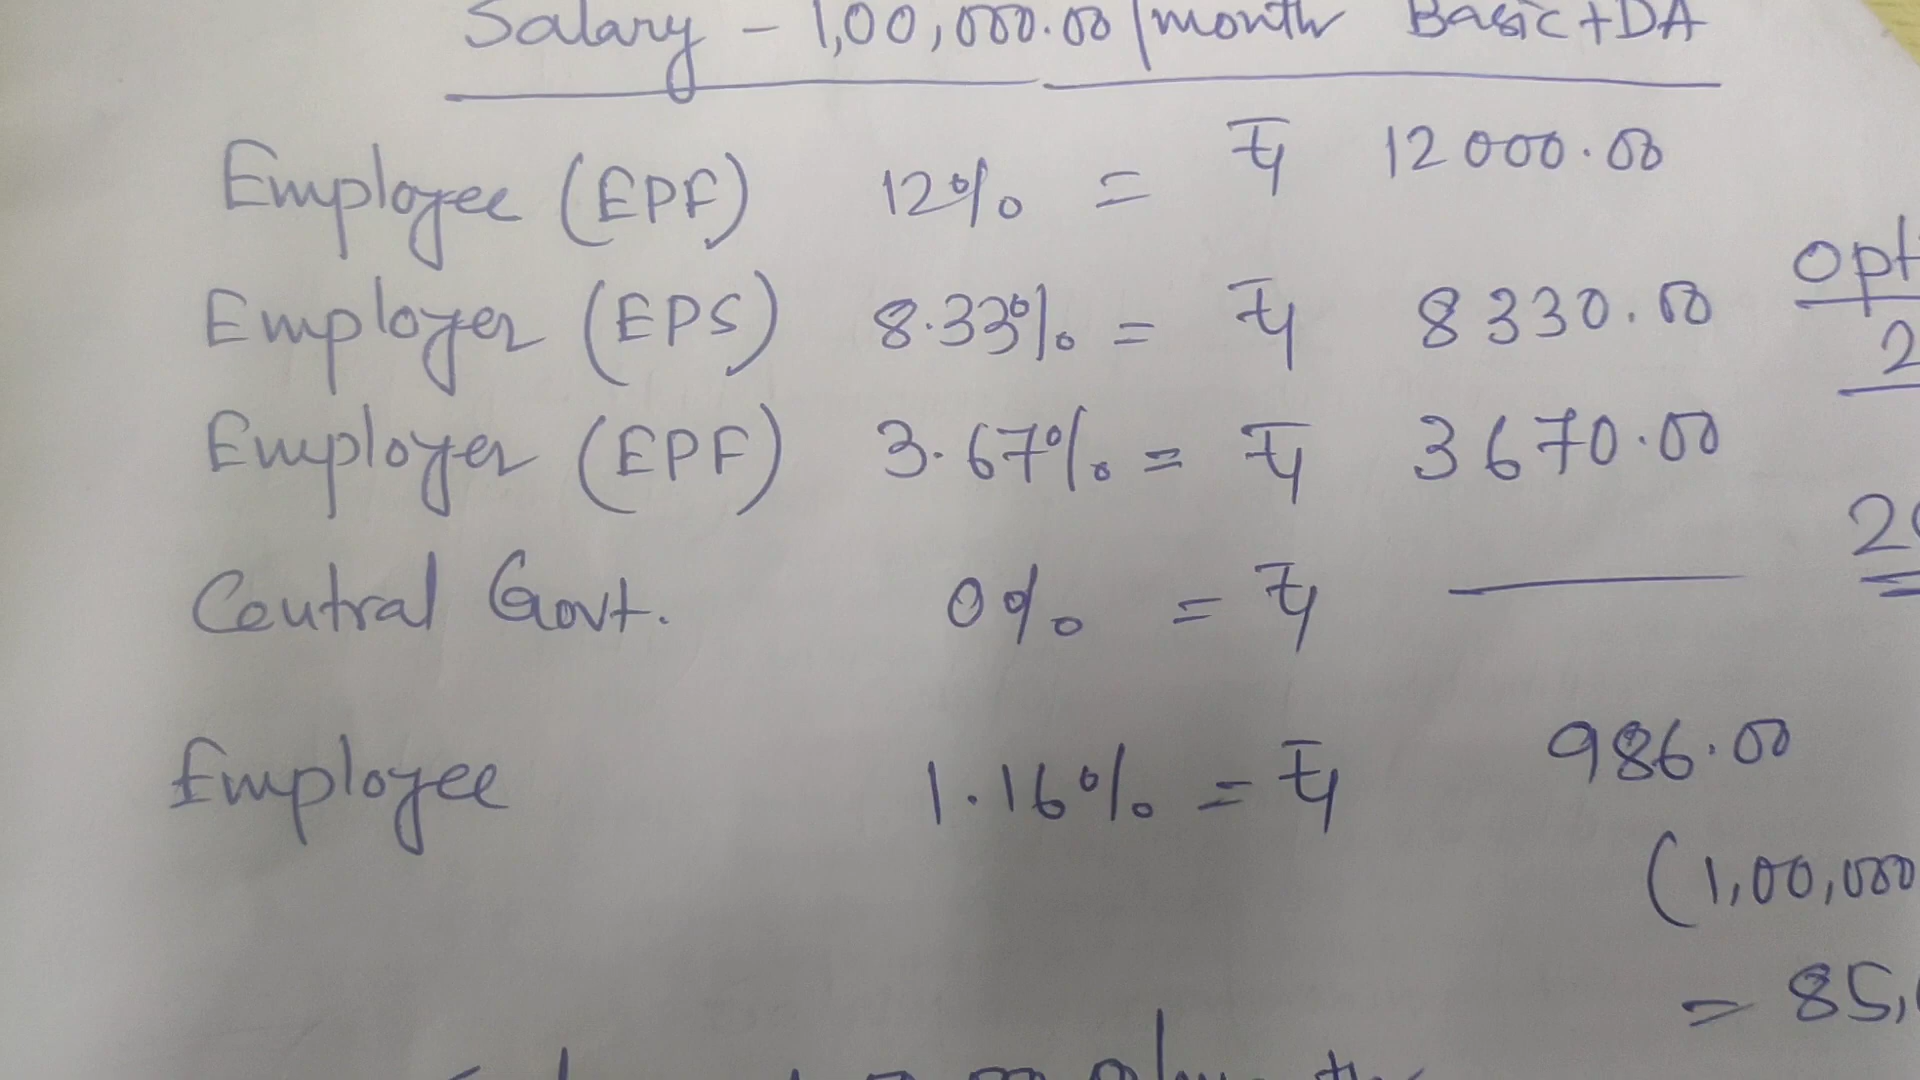 Salary - 1,00,000.00/month Basic+DA
Employee (EPF) 12% = ₹ 12000.00
Employer (EPS) 8.33% = ₹ 8330.00
Employer (EPF) 3.67% = ₹ 3670.00
Central Govt. 0% = ₹ ―
Employee 1.16% = ₹ 986.00
(1,00,000
= 85,